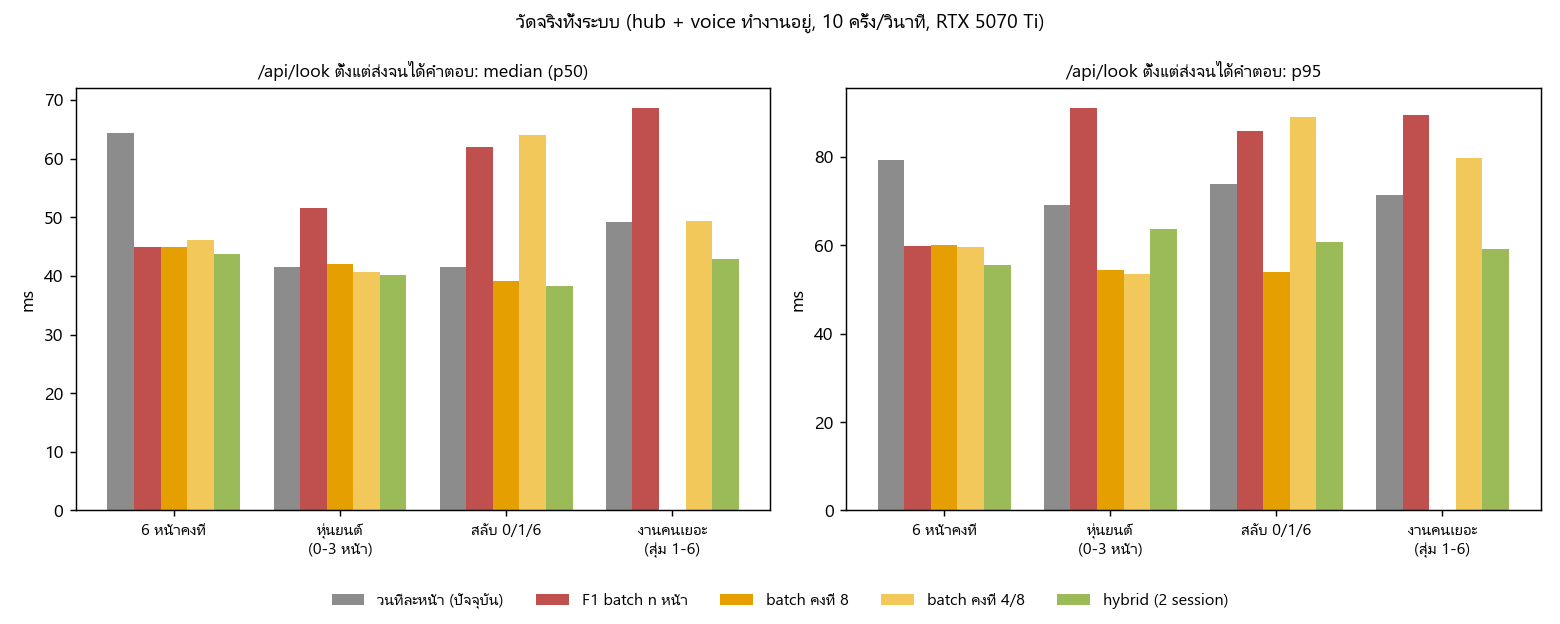 วัดจริงทั้งระบบ (hub + voice ทำงานอยู่, 10 ครั้ง/วินาที, RTX 5070 Ti)
/api/look ตั้งแต่ส่งจนได้คำตอบ: median (p50)
70
60
50
40
30
20
10
0
ms
6 หน้าคงที่
หุ่นยนต์
(0-3 หน้า)
สลับ 0/1/6
งานคนเยอะ
(สุ่ม 1-6)
/api/look ตั้งแต่ส่งจนได้คำตอบ: p95
80
60
40
20
0
ms
6 หน้าคงที่
หุ่นยนต์
(0-3 หน้า)
สลับ 0/1/6
งานคนเยอะ
(สุ่ม 1-6)
วนทีละหน้า (ปัจจุบัน)
F1 batch n หน้า
batch คงที่ 8
batch คงที่ 4/8
hybrid (2 session)